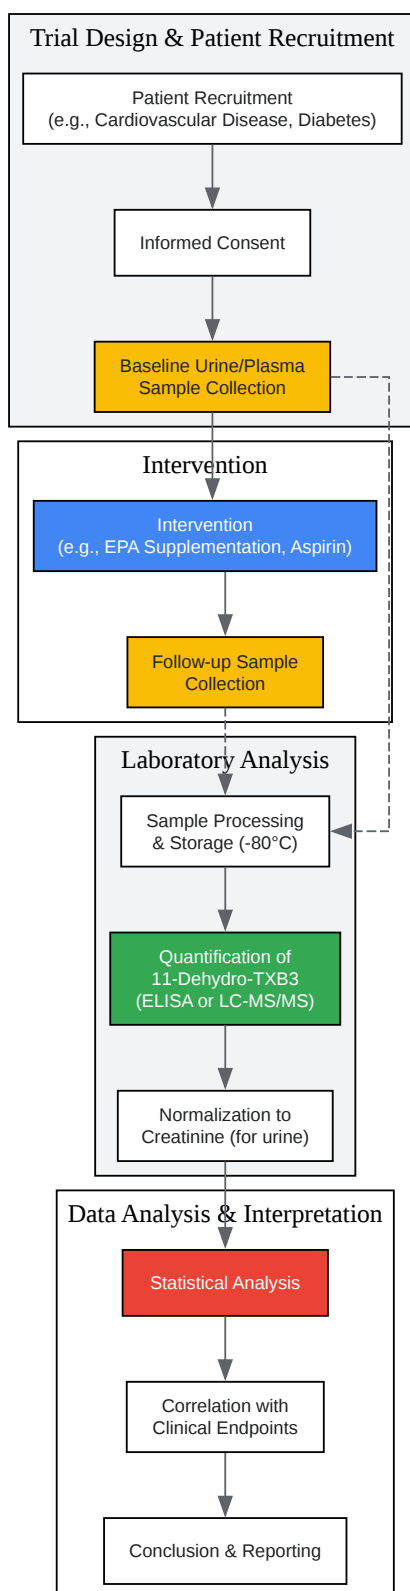 Trial Design & Patient Recruitment
Patient Recruitment
(e.g., Cardiovascular Disease, Diabetes)
Informed Consent
Baseline Urine/Plasma
Sample Collection
Intervention
Intervention
(e.g., EPA Supplementation, Aspirin)
Follow-up Sample
Collection
Laboratory Analysis
Sample Processing
& Storage (-80°C)
Quantification of
11-Dehydro-TXB3
(ELISA or LC-MS/MS)
Normalization to
Creatinine (for urine)
Data Analysis & Interpretation
Statistical Analysis
Correlation with
Clinical Endpoints
Conclusion & Reporting